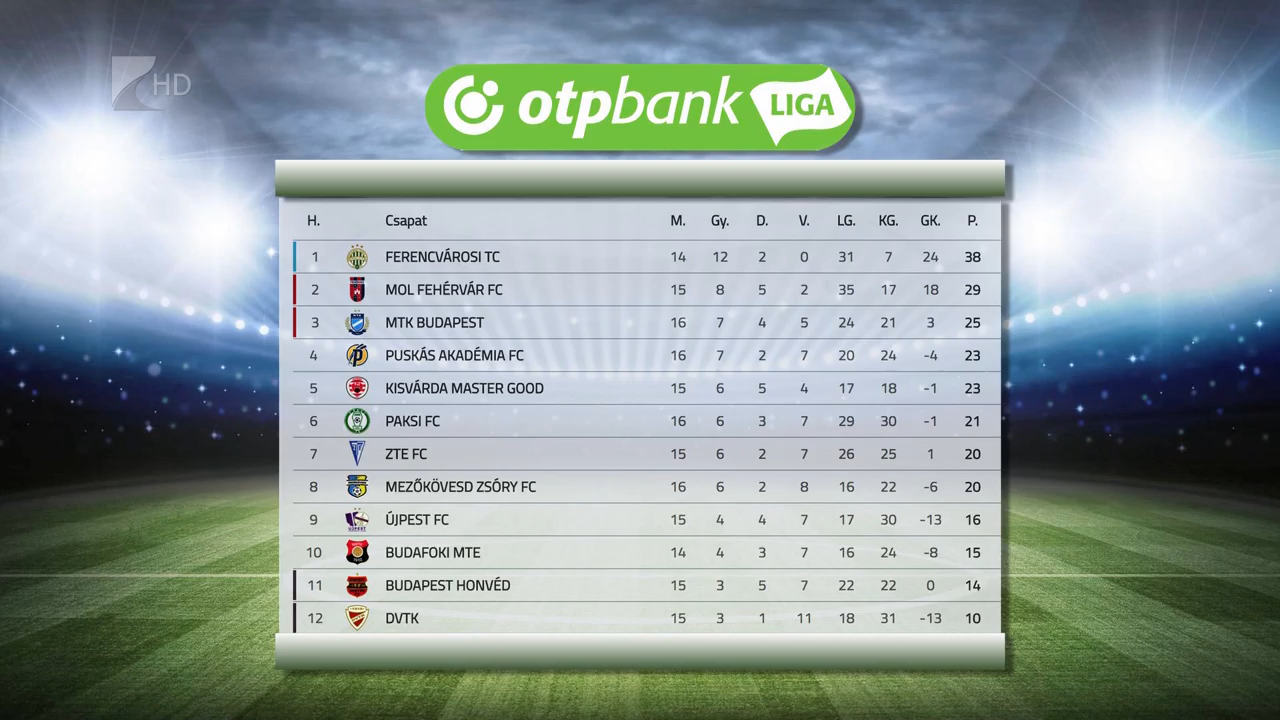 HD
otpbank LIGA
H. Csapat M. Gy. D. V. LG. KG. GK. P.
1 FERENCVÁROSI TC 14 12 2 0 31 7 24 38
2 MOL FEHÉRVÁR FC 15 8 5 2 35 17 18 29
3 MTK BUDAPEST 16 7 4 5 24 21 3 25
4 PUSKÁS AKADÉMIA FC 16 7 2 7 20 24 -4 23
5 KISVÁRDA MASTER GOOD 15 6 5 4 17 18 -1 23
6 PAKSI FC 16 6 3 7 29 30 -1 21
7 ZTE FC 15 6 2 7 26 25 1 20
8 MEZŐKÖVESD ZSÓRY FC 16 6 2 8 16 22 -6 20
9 ÚJPEST FC 15 4 4 7 17 30 -13 16
10 BUDAFOKI MTE 14 4 3 7 16 24 -8 15
11 BUDAPEST HONVÉD 15 3 5 7 22 22 0 14
12 DVTK 15 3 1 11 18 31 -13 10